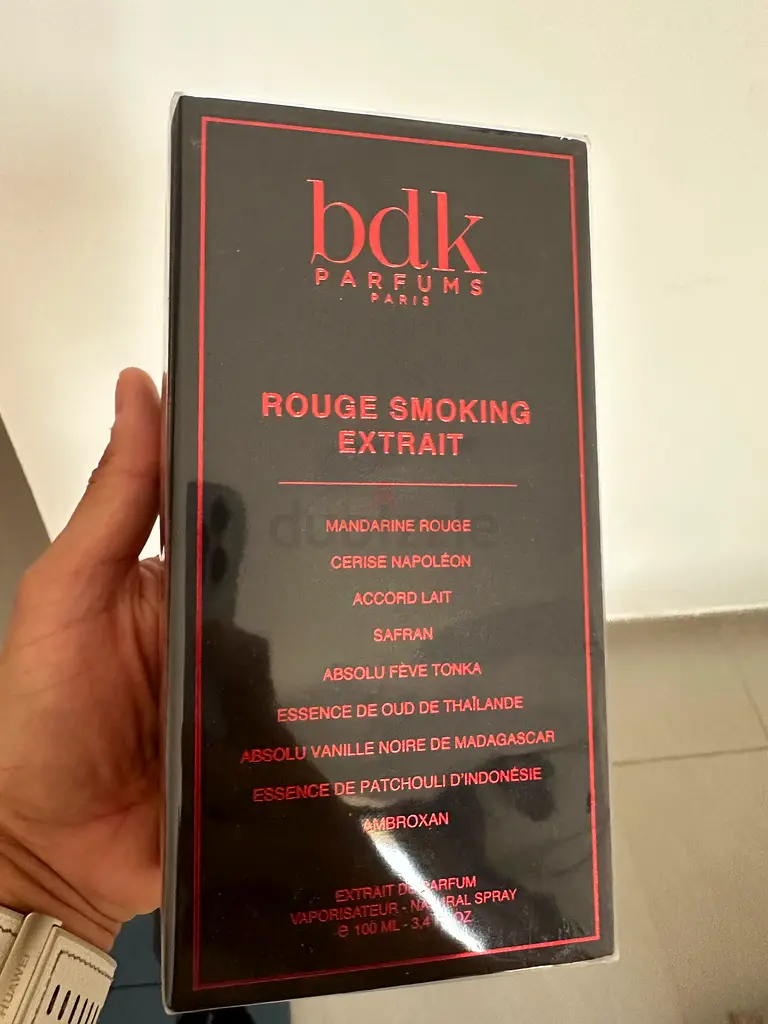 bdk
PARFUMS
PARIS
ROUGE SMOKING
EXTRAIT
dubizzle
MANDARINE ROUGE
CERISE NAPOLÉON
ACCORD LAIT
SAFRAN
ABSOLU FÈVE TONKA
ESSENCE DE OUD DE THAÏLANDE
ABSOLU VANILLE NOIRE DE MADAGASCAR
ESSENCE DE PATCHOULI D'INDONÉSIE
AMBROXAN
EXTRAIT DE PARFUM
VAPORISATEUR - NATURAL SPRAY
e 100 ML - 3,4 OZ
HUAWEI